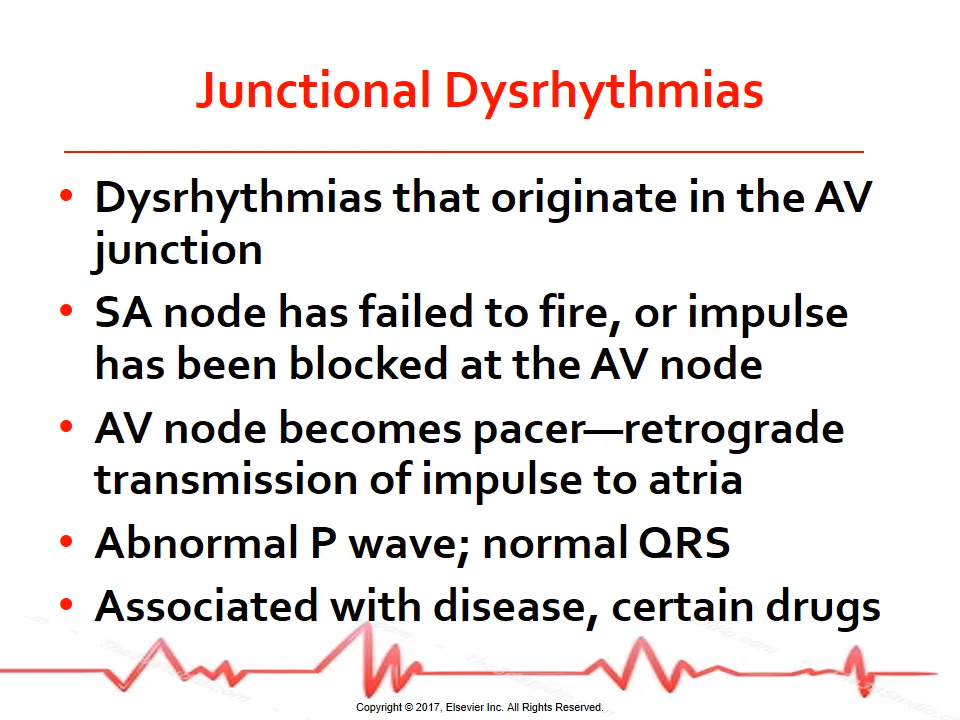 Junctional Dysrhythmias
• Dysrhythmias that originate in the AV
junction
• SA node has failed to fire, or impulse
has been blocked at the AV node
• AV node becomes pacer—retrograde
transmission of impulse to atria
• Abnormal P wave; normal QRS
• Associated with disease, certain drugs
Copyright © 2017, Elsevier Inc. All Rights Reserved.